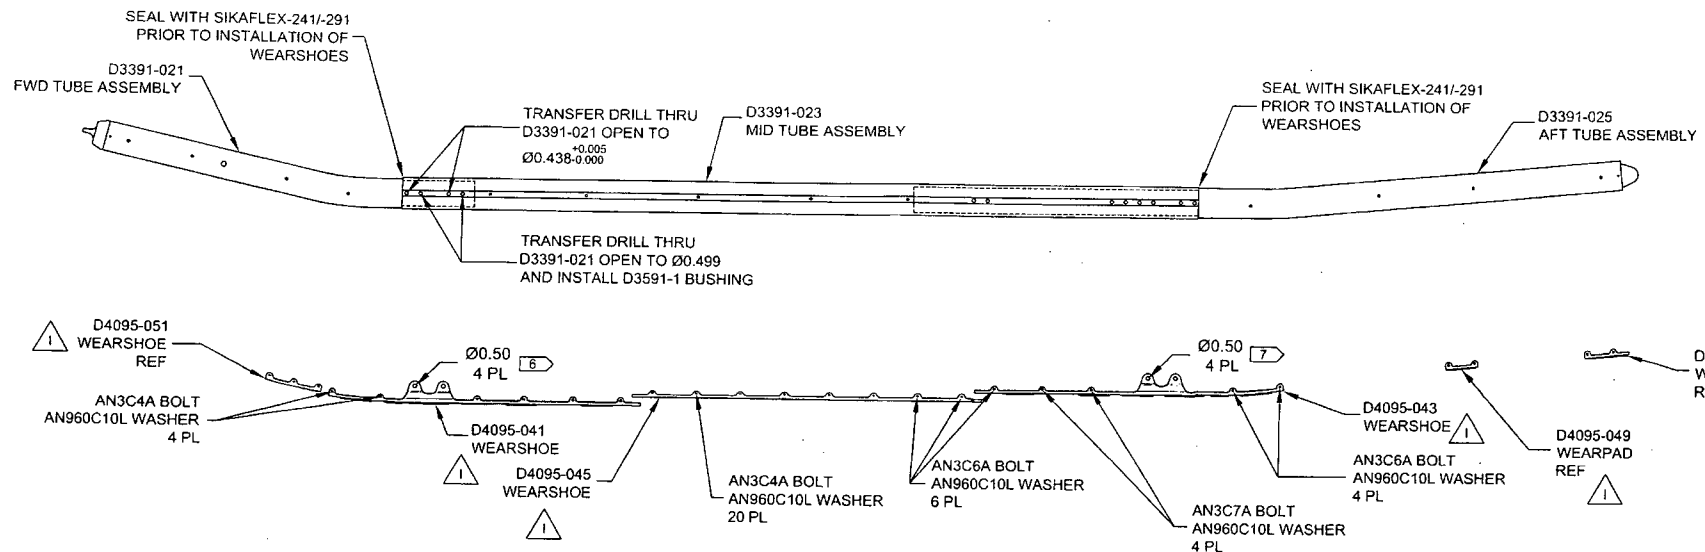 SEAL WITH SIKAFLEX-241/-291
PRIOR TO INSTALLATION OF
WEARSHOES
D3391-021
FWD TUBE ASSEMBLY
TRANSFER DRILL THRU
D3391-021 OPEN TO
Ø0.438+0.005
-0.000
D3391-023
MID TUBE ASSEMBLY
SEAL WITH SIKAFLEX-241/-291
PRIOR TO INSTALLATION OF
WEARSHOES
D3391-025
AFT TUBE ASSEMBLY
TRANSFER DRILL THRU
D3391-021 OPEN TO Ø0.499
AND INSTALL D3591-1 BUSHING
1
D4095-051
WEARSHOE
REF
Ø0.50
4 PL
6
AN3C4A BOLT
AN960C10L WASHER
4 PL
D4095-041
WEARSHOE
1
D4095-045
WEARSHOE
1
AN3C4A BOLT
AN960C10L WASHER
20 PL
AN3C6A BOLT
AN960C10L WASHER
6 PL
Ø0.50
4 PL
7
AN3C7A BOLT
AN960C10L WASHER
4 PL
D4095-043
WEARSHOE
1
AN3C6A BOLT
AN960C10L WASHER
4 PL
D4095-049
WEARPAD
REF
1
D
W
R